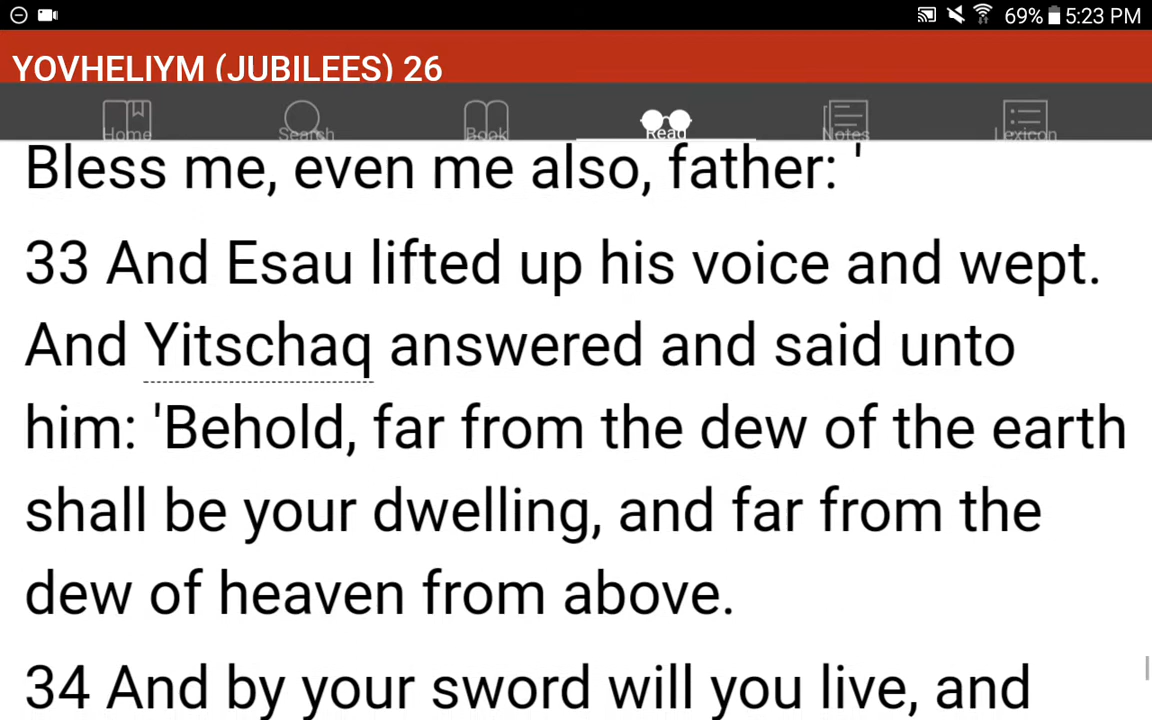 69% 5:23 PM
YOVHELIYM (JUBILEES) 26
Home Search Book Read Notes Lexicon
Bless me, even me also, father: '
33 And Esau lifted up his voice and wept.
And Yitschaq answered and said unto
him: 'Behold, far from the dew of the earth
shall be your dwelling, and far from the
dew of heaven from above.
34 And by your sword will you live, and